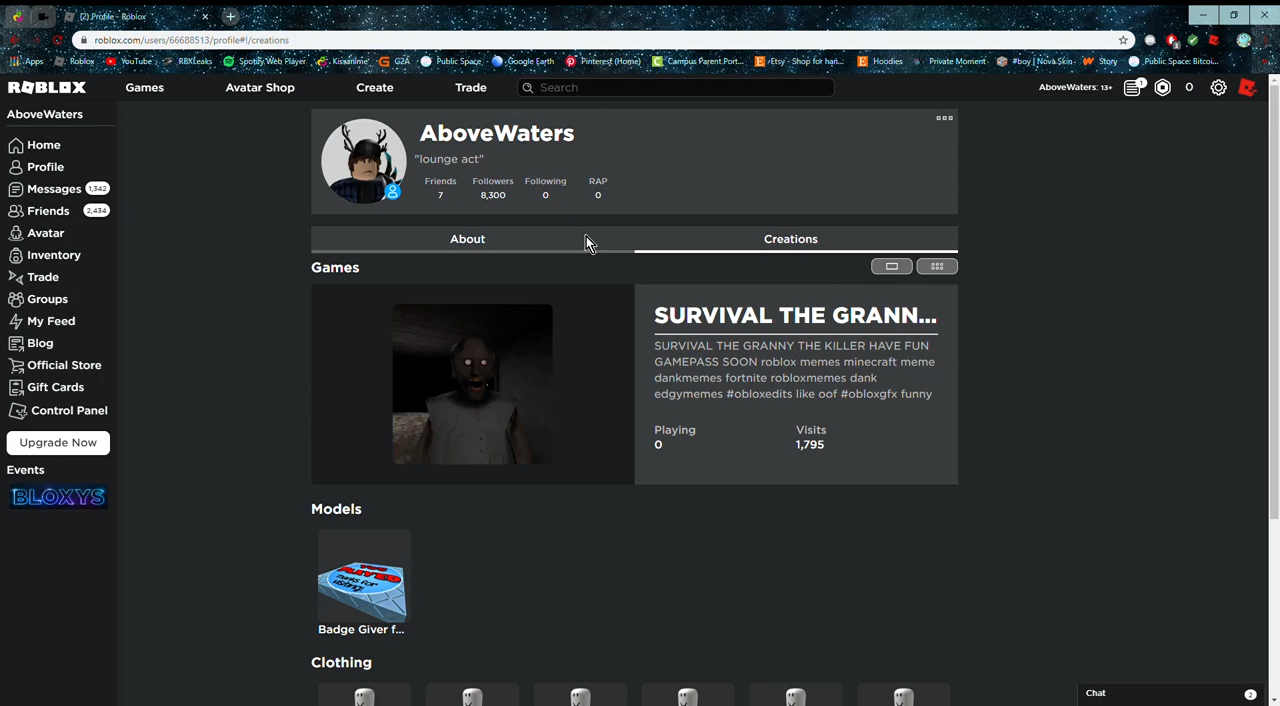 (2) Profile - Roblox
roblox.com/users/66688513/profile#!/creations
Apps Roblox YouTube RBXLeaks Spotify Web Player Kissanime G2A Public Space Google Earth Pinterest (Home) Campus Parent Port... Etsy - Shop for han... Hoodies Private Moment #boy | Nova Skin Story Public Space: Bitcoi...
ROBLOX Games Avatar Shop Create Trade Search AboveWaters: 13+ 1 0
AboveWaters
Home
Profile
Messages 1,342
Friends 2,434
Avatar
Inventory
Trade
Groups
My Feed
Blog
Official Store
Gift Cards
Control Panel
Upgrade Now
Events
BLOXYS
AboveWaters
"lounge act"
Friends Followers Following RAP
7 8,300 0 0
About Creations
Games
SURVIVAL THE GRANN...
SURVIVAL THE GRANNY THE KILLER HAVE FUN
GAMEPASS SOON roblox memes minecraft meme
dankmemes fortnite robloxmemes dank
edgymemes #obloxedits like oof #obloxgfx funny
Playing Visits
0 1,795
Models
YOU
PLAYED
Thanks for
visiting!
Badge Giver f...
Clothing
Chat 2